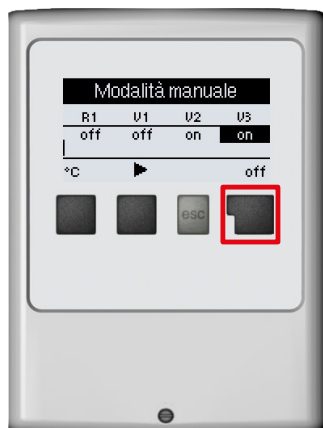 Modalità manuale
R1 V1 V2 V3
off off on on
°C off
esc